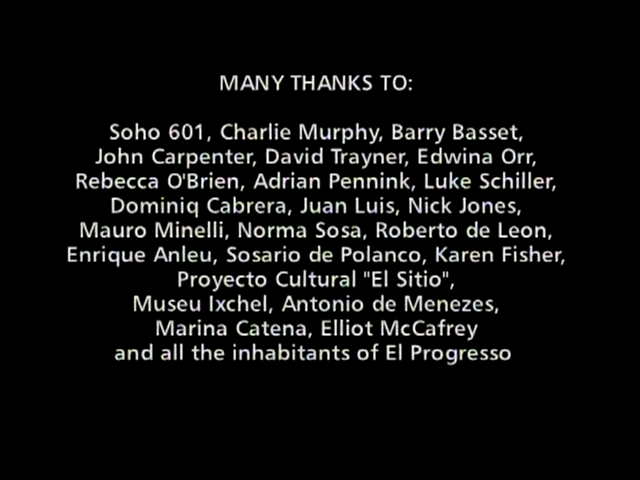 MANY THANKS TO:
Soho 601, Charlie Murphy, Barry Basset,
John Carpenter, David Trayner, Edwina Orr,
Rebecca O'Brien, Adrian Pennink, Luke Schiller,
Dominiq Cabrera, Juan Luis, Nick Jones,
Mauro Minelli, Norma Sosa, Roberto de Leon,
Enrique Anleu, Sosario de Polanco, Karen Fisher,
Proyecto Cultural "El Sitio",
Museu Ixchel, Antonio de Menezes,
Marina Catena, Elliot McCafrey
and all the inhabitants of El Progresso